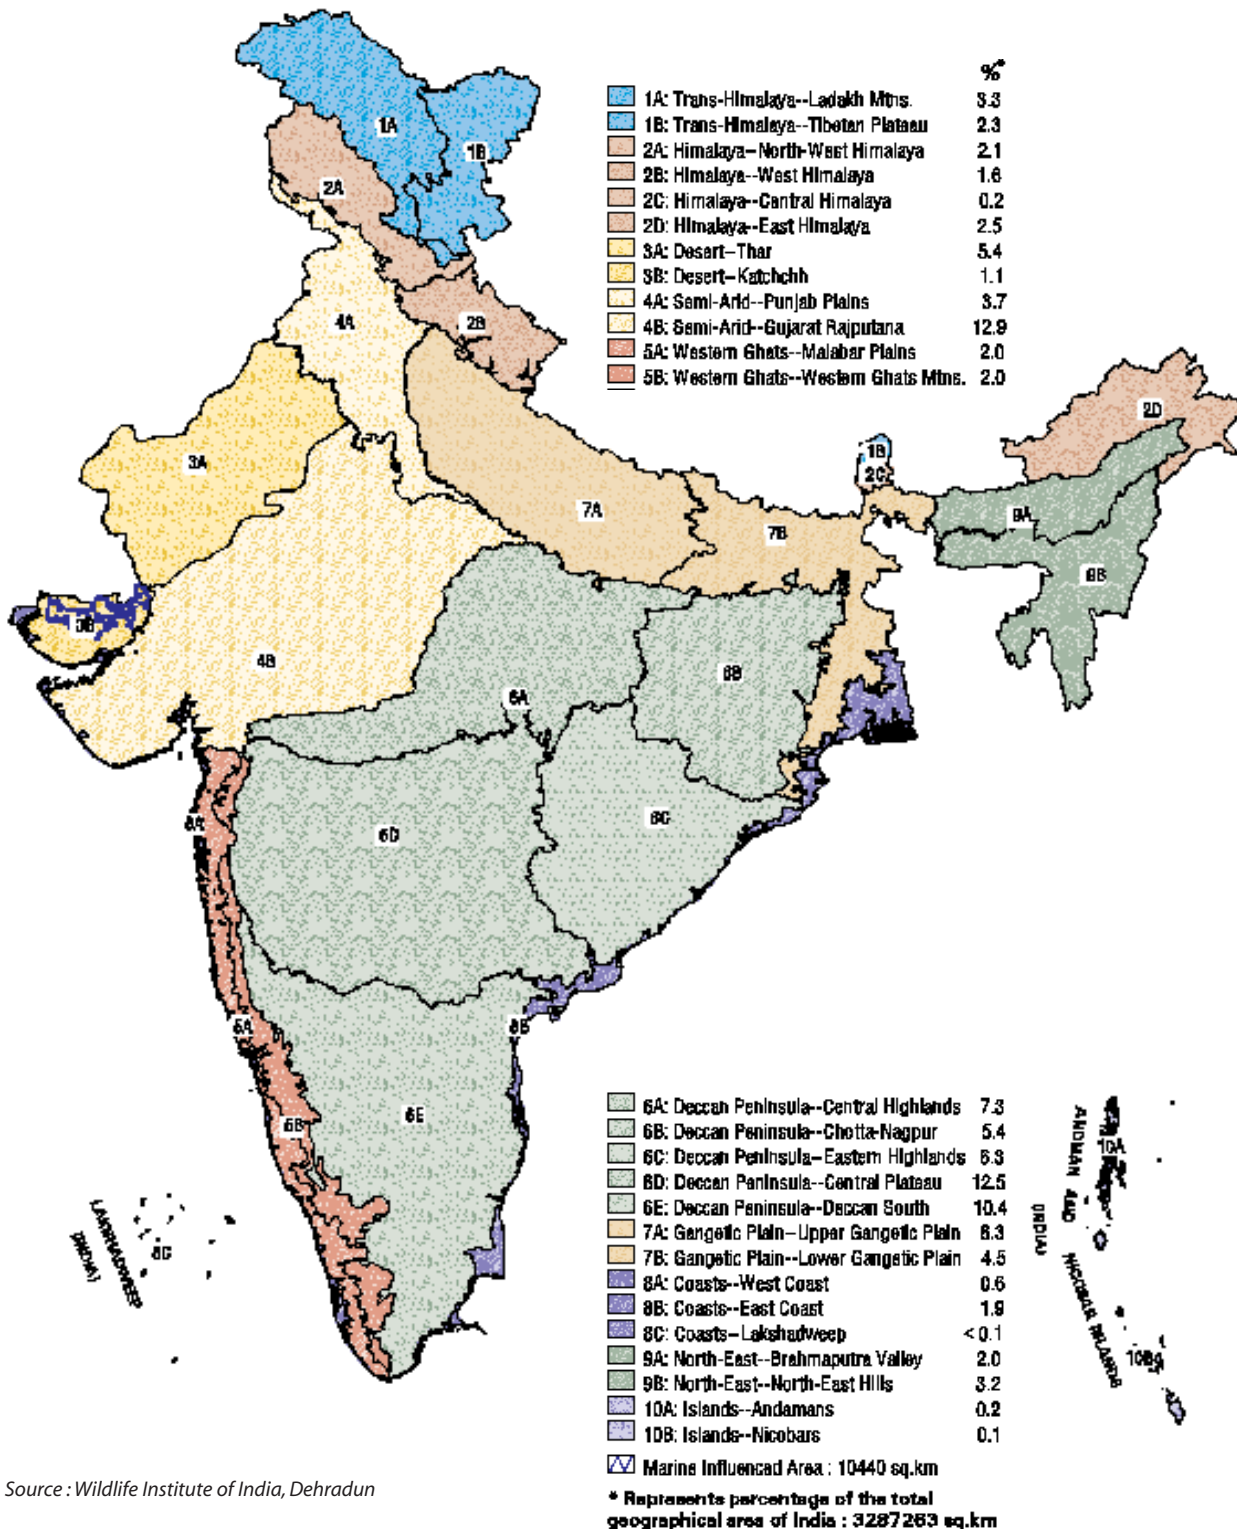 %*
1A: Trans-Himalaya--Ladakh Mtns. 3.3
1B: Trans-Himalaya--Tibetan Plateau 2.3
2A: Himalaya--North-West Himalaya 2.1
2B: Himalaya--West Himalaya 1.6
2C: Himalaya--Central Himalaya 0.2
2D: Himalaya--East Himalaya 2.5
3A: Desert--Thar 5.4
3B: Desert--Katchchh 1.1
4A: Semi-Arid--Punjab Plains 3.7
4B: Semi-Arid--Gujarat Rajputana 12.9
5A: Western Ghats--Malabar Plains 2.0
5B: Western Ghats--Western Ghats Mtns. 2.0
1A
1B
2A
4A
2B
2D
3A
1B
2C
7A
7B
9A
9B
3B
4B
6A
6B
8A
6D
6C
5A
8B
5B
6E
6A: Deccan Peninsula--Central Highlands 7.3
6B: Deccan Peninsula--Chotta-Nagpur 5.4
6C: Deccan Peninsula--Eastern Highlands 6.3
6D: Deccan Peninsula--Central Plateau 12.5
6E: Deccan Peninsula--Deccan South 10.4
7A: Gangetic Plain--Upper Gangetic Plain 6.3
7B: Gangetic Plain--Lower Gangetic Plain 4.5
8A: Coasts--West Coast 0.6
8B: Coasts--East Coast 1.9
8C: Coasts--Lakshadweep < 0.1
9A: North-East--Brahmaputra Valley 2.0
9B: North-East--North-East Hills 3.2
10A: Islands--Andamans 0.2
10B: Islands--Nicobars 0.1
Marine Influenced Area : 10440 sq.km
* Represents percentage of the total
geographical area of India : 3287263 sq.km
LAKSHADWEEP
(INDIA)
8C
ANDMAN AND
NICOBAR ISLANDS
(INDIA)
10A
10B
Source : Wildlife Institute of India, Dehradun